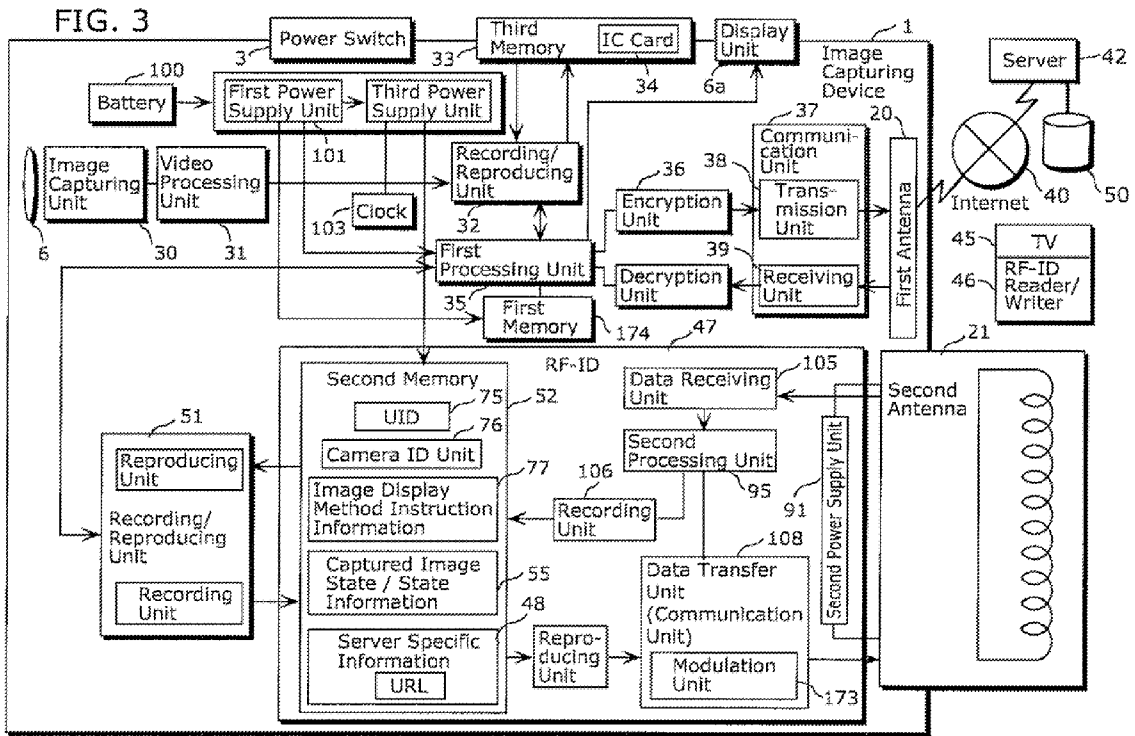 FIG. 3
Power Switch
3
Third
Memory
33
IC Card
34
Display
Unit
6a
1
Image
Capturing
Device
Server
42
100
Battery
First Power
Supply Unit
Third Power
Supply Unit
101
37
Communi-
cation
Unit
38
Trans-
mission
Unit
20
First Antenna
40
Internet
50
Image
Capturing
Unit
Video
Processing
Unit
6
30
31
103
Clock
Recording/
Reproducing
Unit
32
36
Encryption
Unit
First
Processing Unit
35
Decryption
Unit
39
Receiving
Unit
First
Memory
174
45
TV
46
RF-ID
Reader/
Writer
47
RF-ID
21
Second
Antenna
Second Memory
52
75
UID
76
Camera ID Unit
77
Image Display
Method Instruction
Information
Captured Image
State / State
Information
55
48
Server Specific
Information
URL
51
Reproducing
Unit
Recording/
Reproducing
Unit
Recording
Unit
105
Data Receiving
Unit
Second
Processing Unit
95
106
Recording
Unit
91
Second Power Supply Unit
108
Data Transfer
Unit
(Communication
Unit)
Modulation
Unit
173
Repro-
ducing
Unit